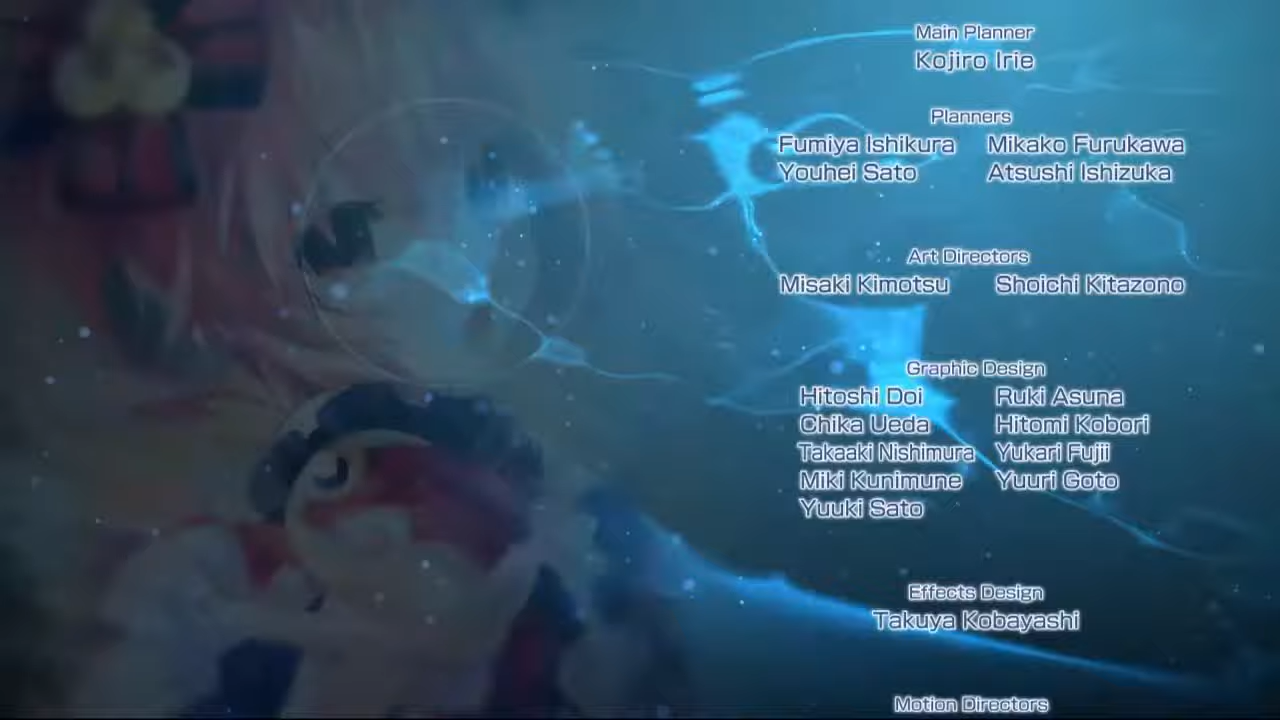 Main Planner
Kojiro Irie
Planners
Fumiya Ishikura Mikako Furukawa
Youhei Sato Atsushi Ishizuka
Art Directors
Misaki Kimotsu Shoichi Kitazono
Graphic Design
Hitoshi Doi Ruki Asuna
Chika Ueda Hitomi Kobori
Takaaki Nishimura Yukari Fujii
Miki Kunimune Yuuri Goto
Yuuki Sato
Effects Design
Takuya Kobayashi
Motion Directors